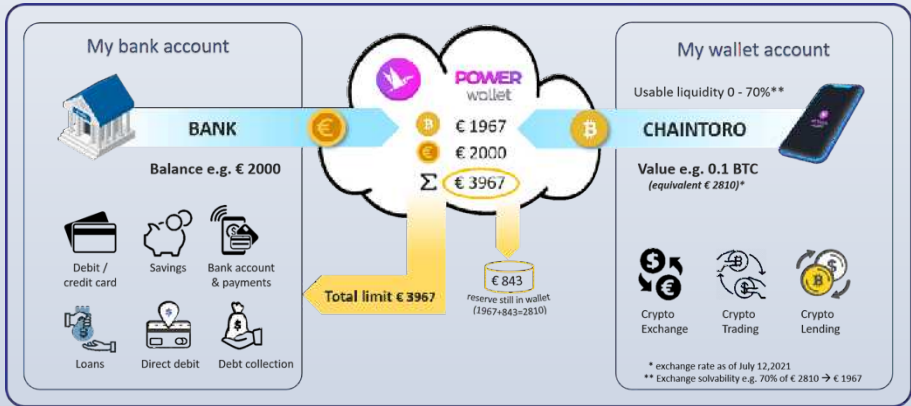 My bank account
BANK
Balance e.g. € 2000
Debit /
credit card
Savings
Bank account
& payments
Loans
Direct debit
Debt collection
POWER
wallet
€ 1967
€ 2000
Σ € 3967
Total limit € 3967
€ 843
reserve still in wallet
(1967+843=2810)
My wallet account
Usable liquidity 0 - 70%**
CHAINTORO
Value e.g. 0.1 BTC
(equivalent € 2810)*
Crypto
Exchange
Crypto
Trading
Crypto
Lending
* exchange rate as of July 12,2021
** Exchange solvability e.g. 70% of € 2810 → € 1967